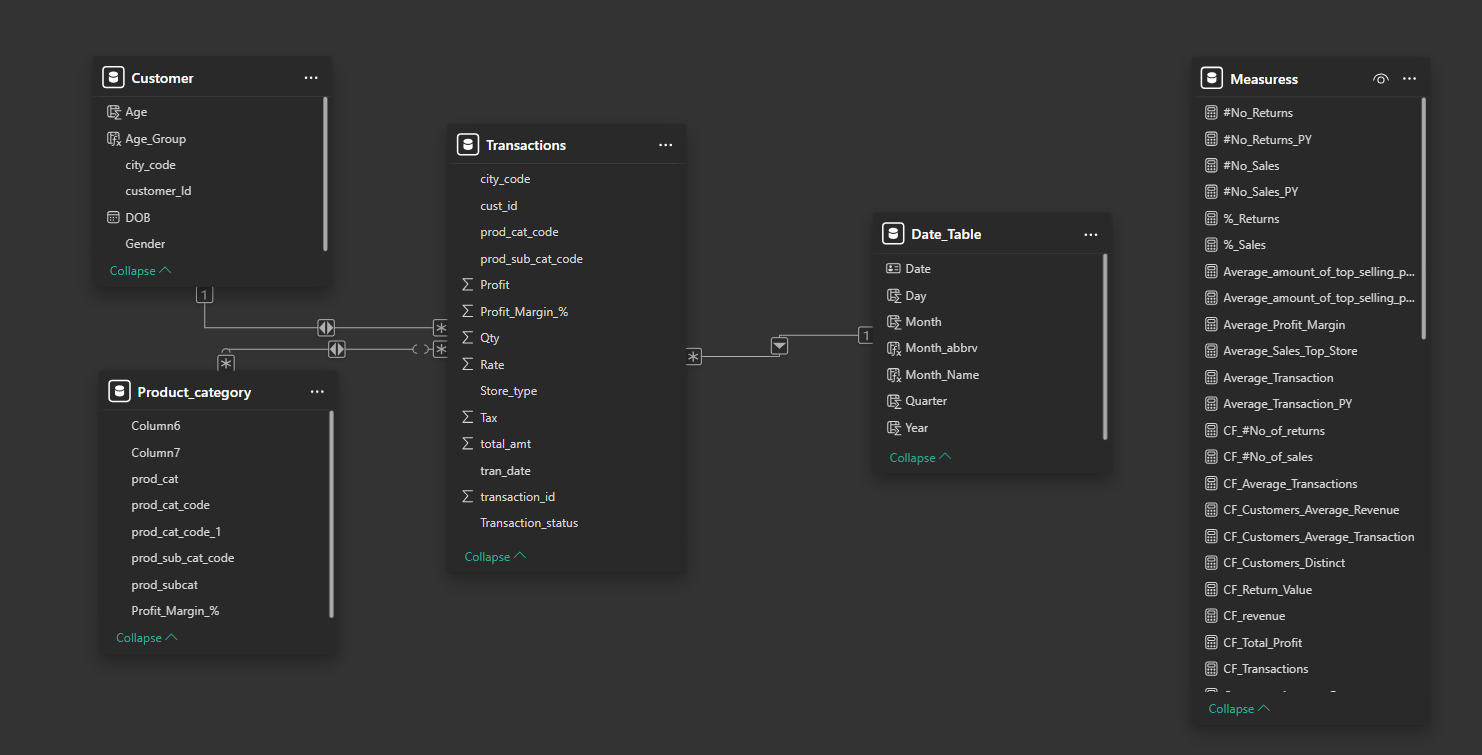 Customer
Age
Age_Group
city_code
customer_Id
DOB
Gender
Collapse
1
*
*
*
Product_category
Column6
Column7
prod_cat
prod_cat_code
prod_cat_code_1
prod_sub_cat_code
prod_subcat
Profit_Margin_%
Collapse
Transactions
city_code
cust_id
prod_cat_code
prod_sub_cat_code
Profit
Profit_Margin_%
Qty
Rate
Store_type
Tax
total_amt
tran_date
transaction_id
Transaction_status
Collapse
*
1
Date_Table
Date
Day
Month
Month_abbrv
Month_Name
Quarter
Year
Collapse
Measuress
#No_Returns
#No_Returns_PY
#No_Sales
#No_Sales_PY
%_Returns
%_Sales
Average_amount_of_top_selling_p...
Average_amount_of_top_selling_p...
Average_Profit_Margin
Average_Sales_Top_Store
Average_Transaction
Average_Transaction_PY
CF_#No_of_returns
CF_#No_of_sales
CF_Average_Transactions
CF_Customers_Average_Revenue
CF_Customers_Average_Transaction
CF_Customers_Distinct
CF_Return_Value
CF_revenue
CF_Total_Profit
CF_Transactions
Collapse